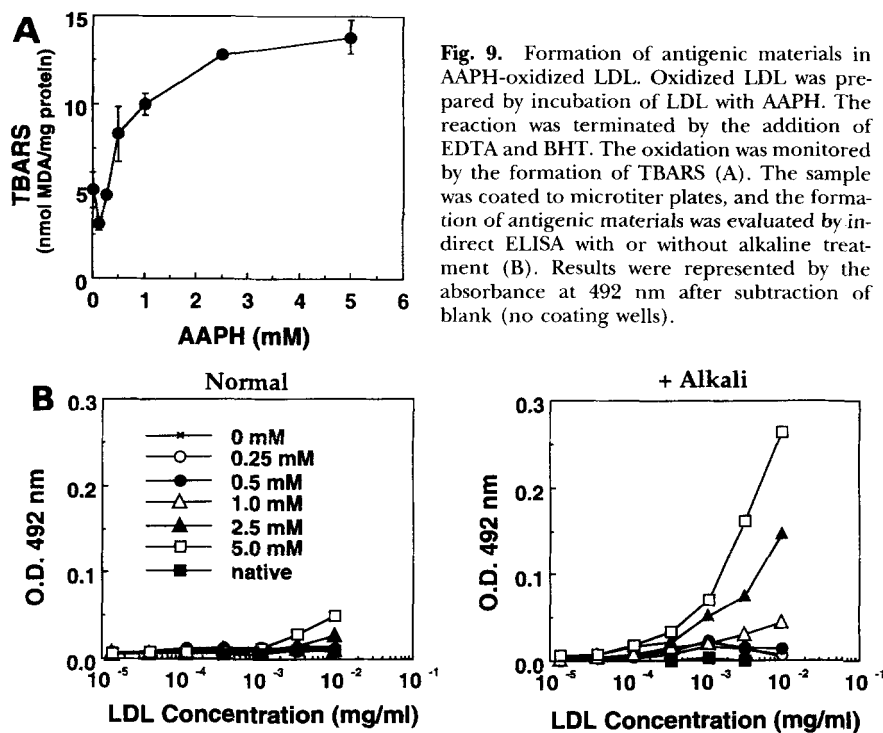 A
TBARS
(nmol MDA/mg protein)
15
10
5
0
0 1 2 3 4 5 6
AAPH (mM)
Fig. 9. Formation of antigenic materials in
AAPH-oxidized LDL. Oxidized LDL was pre-
pared by incubation of LDL with AAPH. The
reaction was terminated by the addition of
EDTA and BHT. The oxidation was monitored
by the formation of TBARS (A). The sample
was coated to microtiter plates, and the forma-
tion of antigenic materials was evaluated by in-
direct ELISA with or without alkaline treat-
ment (B). Results were represented by the
absorbance at 492 nm after subtraction of
blank (no coating wells).
B
Normal
O.D. 492 nm
0.3
0.2
0.1
0.0
0 mM
0.25 mM
0.5 mM
1.0 mM
2.5 mM
5.0 mM
native
10⁻⁵ 10⁻⁴ 10⁻³ 10⁻² 10⁻¹
LDL Concentration (mg/ml)
+ Alkali
O.D. 492 nm
0.3
0.2
0.1
0.0
10⁻⁵ 10⁻⁴ 10⁻³ 10⁻² 10⁻¹
LDL Concentration (mg/ml)